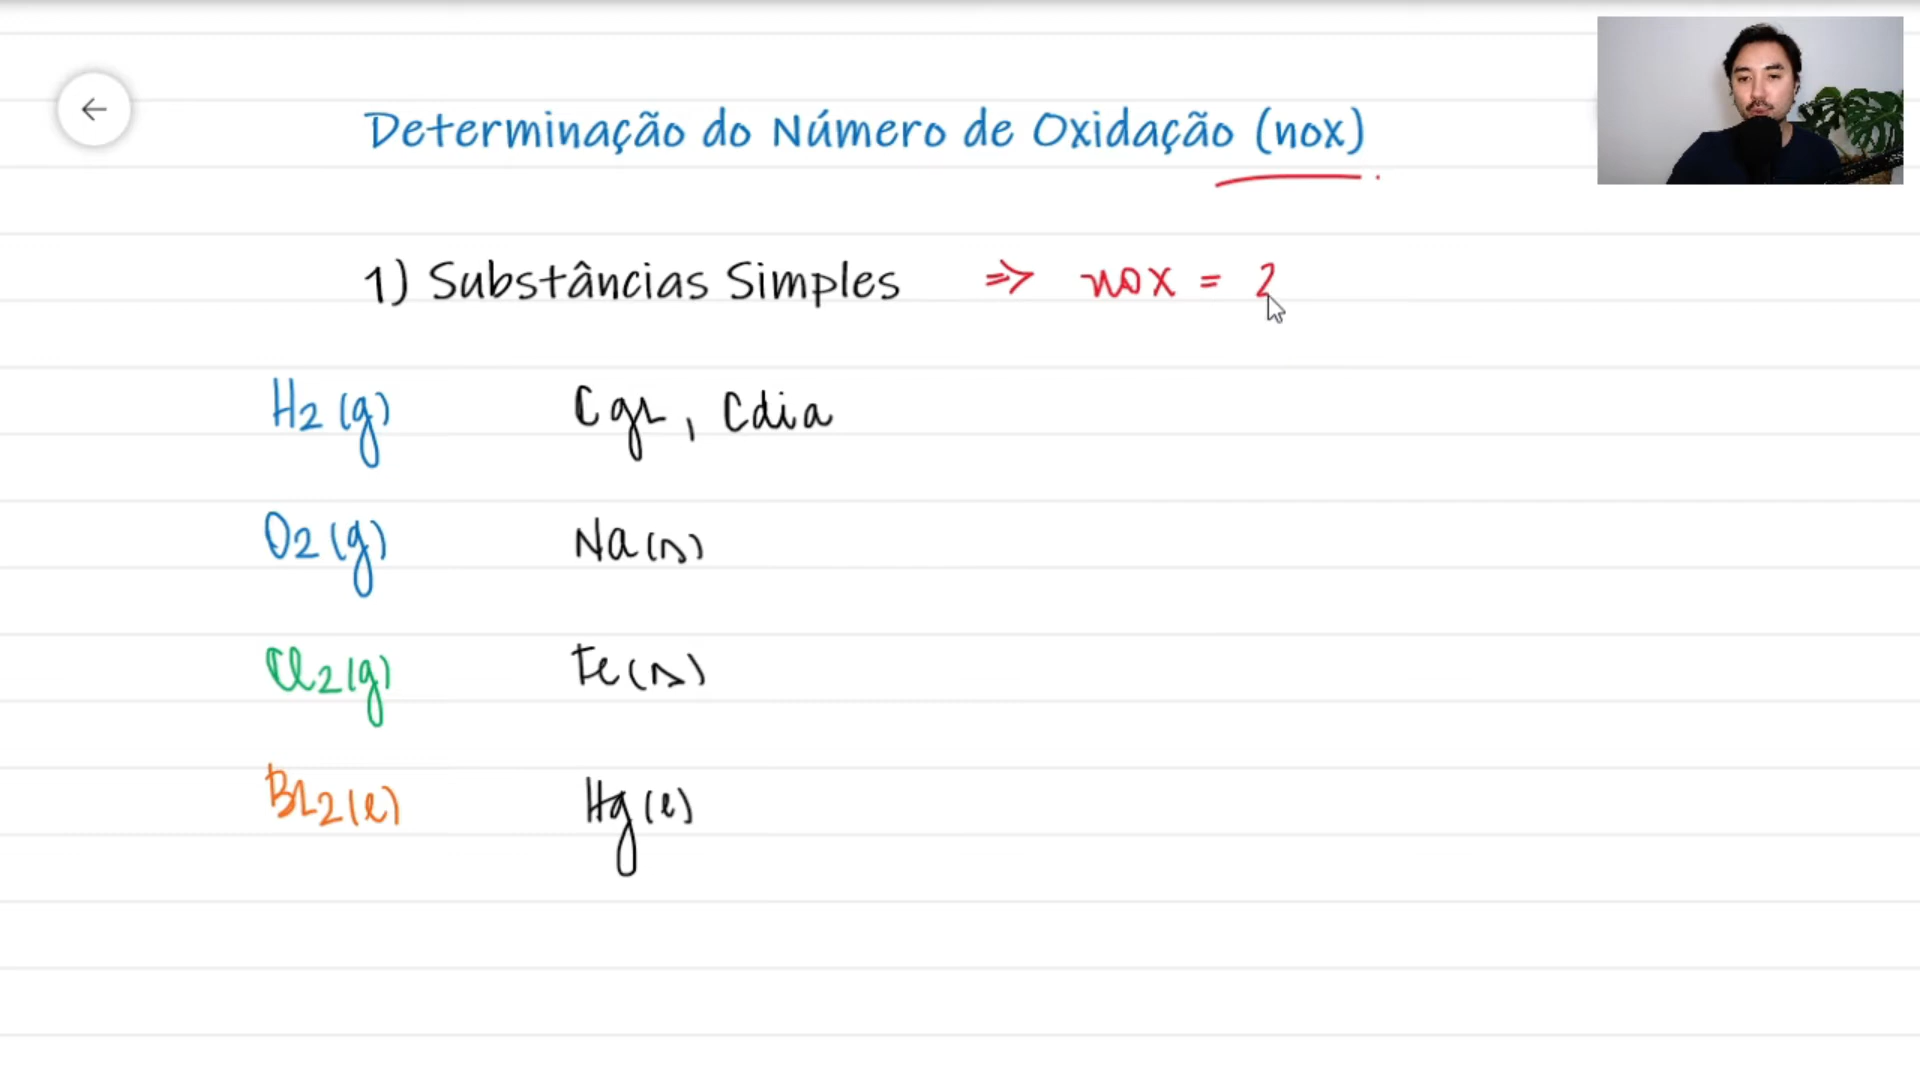 Determinação do Número de Oxidação (nox)
1) Substâncias Simples ⇒ nox = 2
H2(g) Cgr, Cdia
O2(g) Na(s)
Cl2(g) Fe(s)
Br2(l) Hg(l)